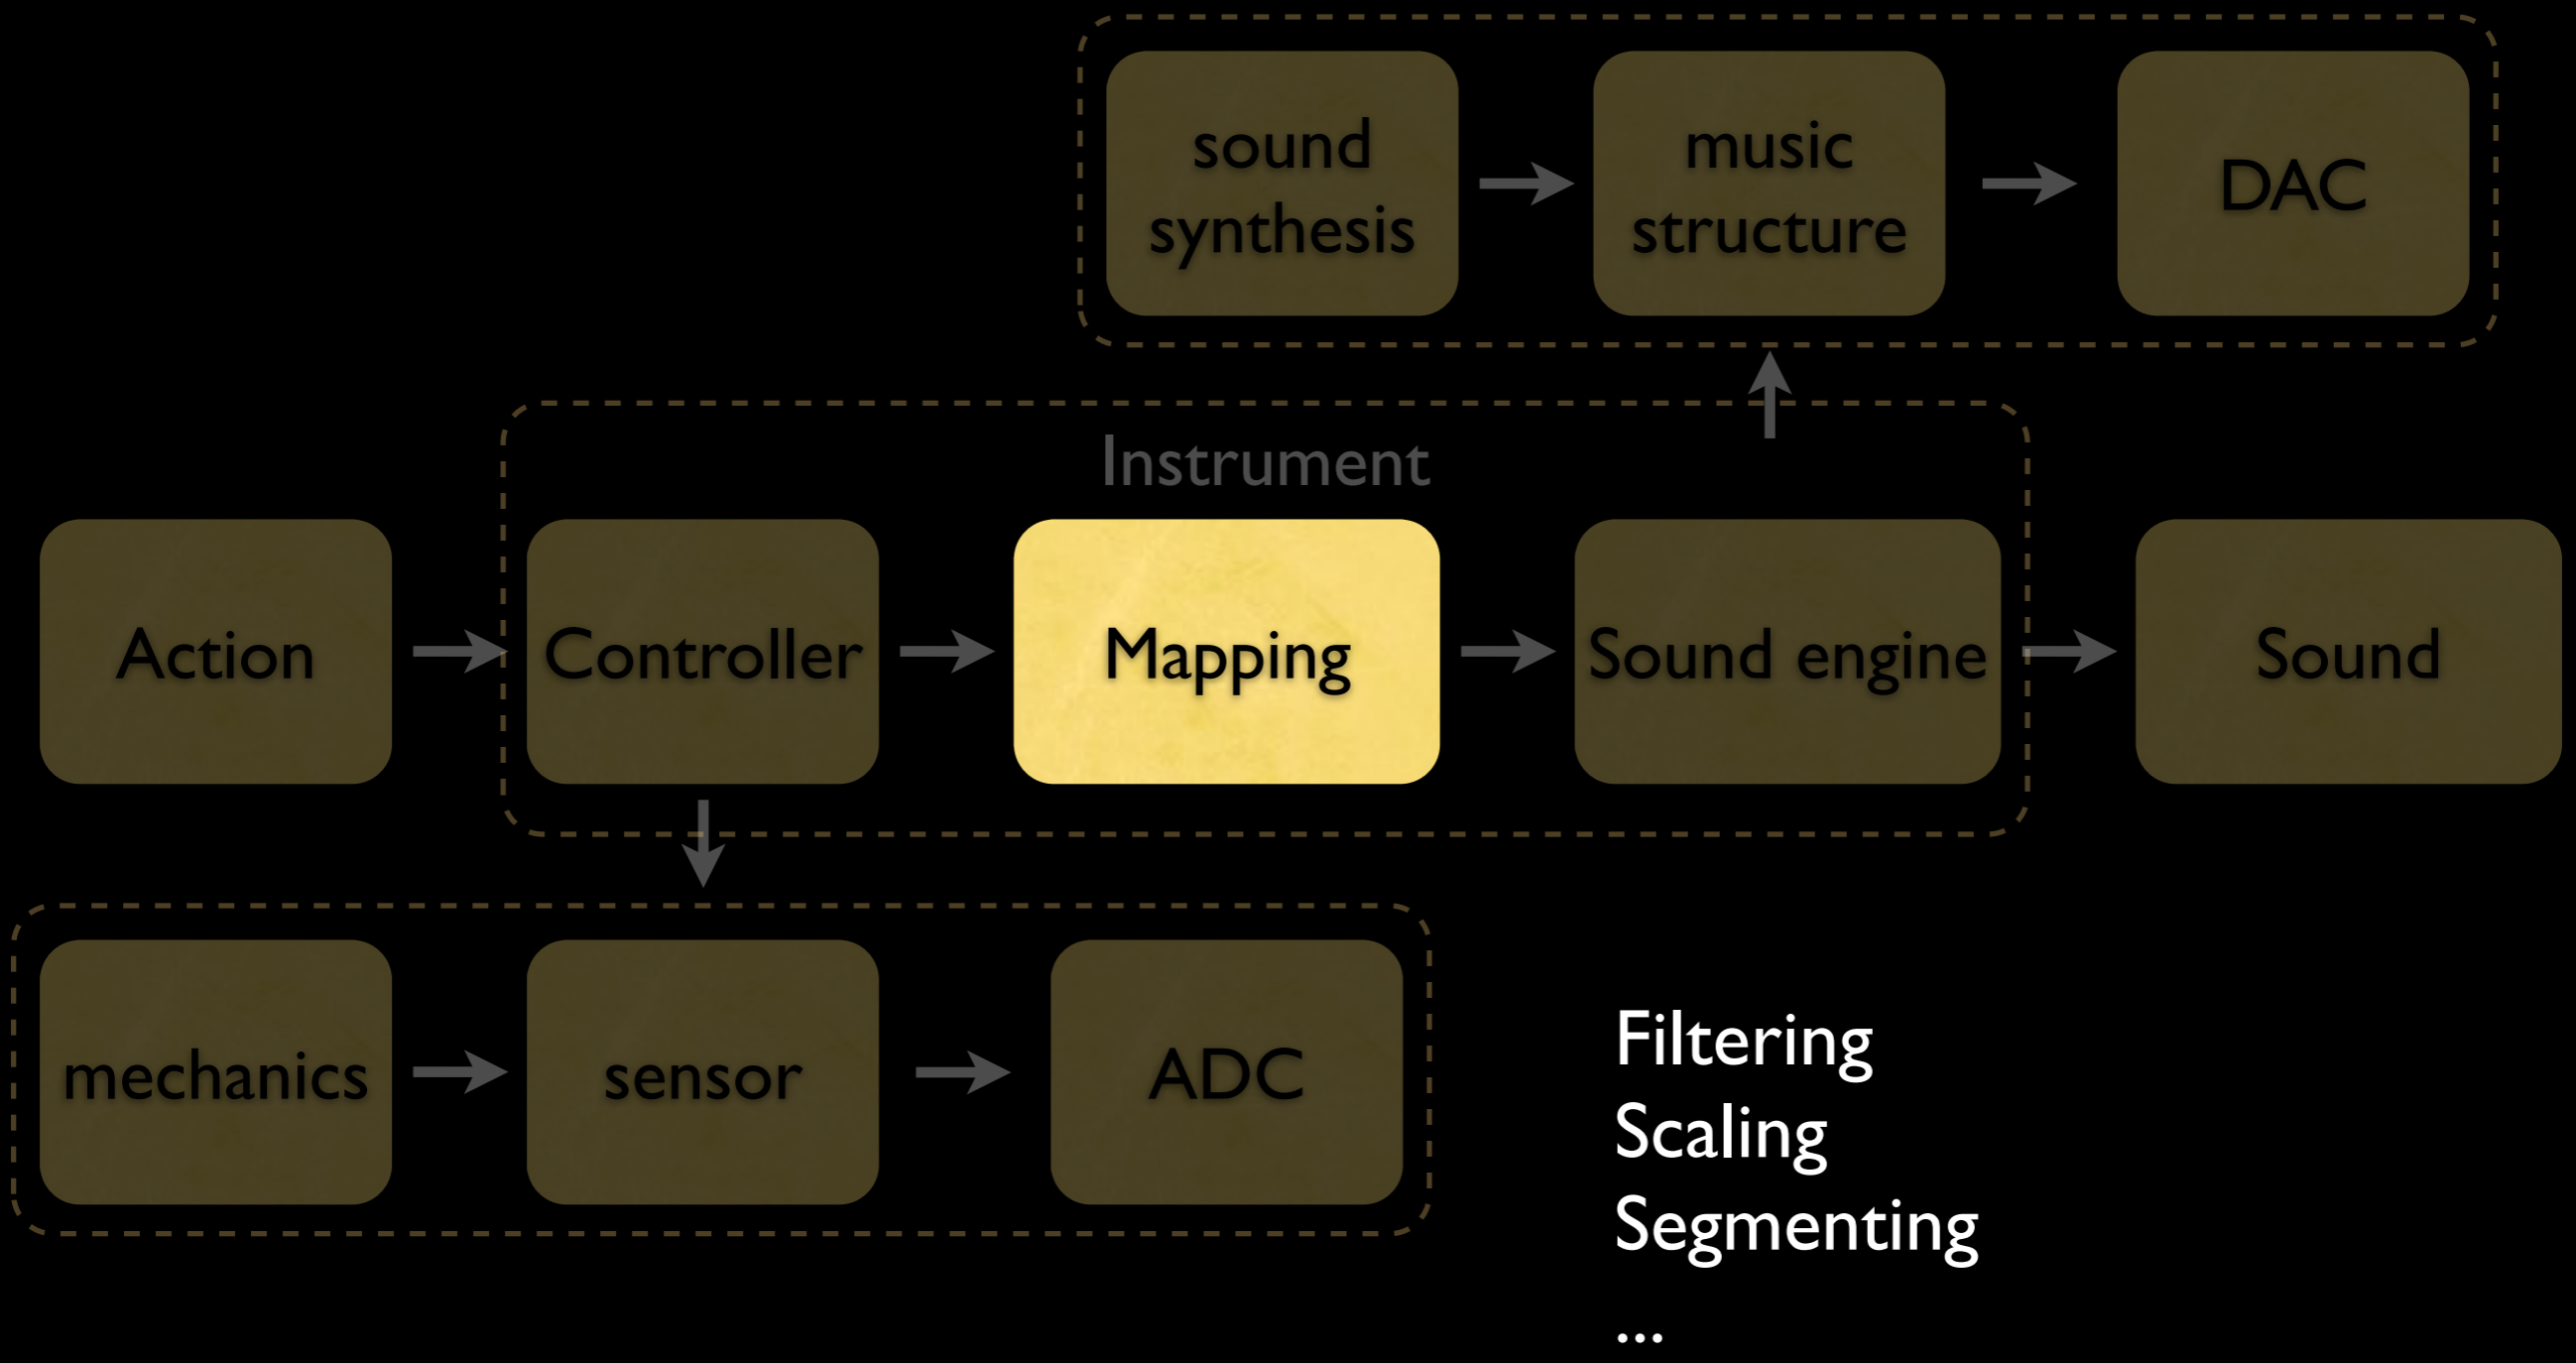 sound
synthesis
music
structure
DAC
Instrument
Action
Controller
Mapping
Sound engine
Sound
mechanics
sensor
ADC
Filtering
Scaling
Segmenting
...